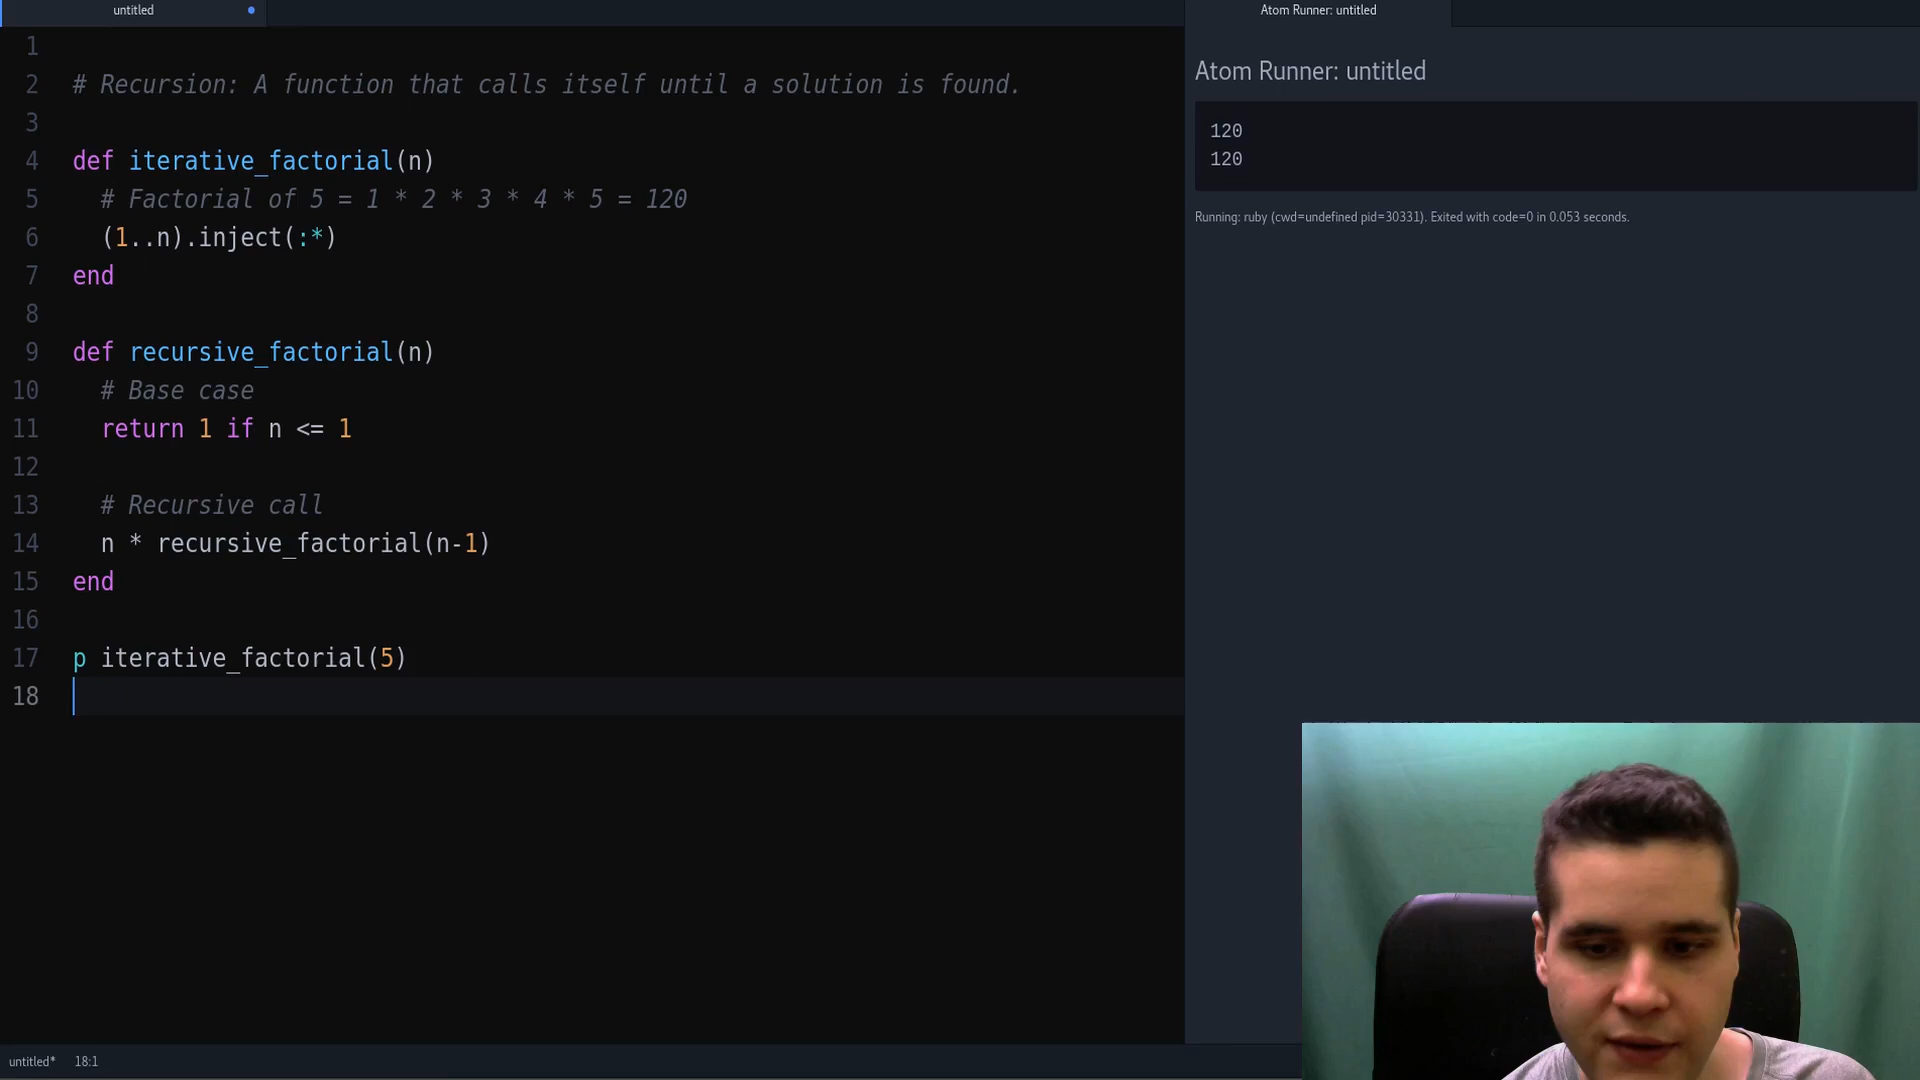 untitled
Atom Runner: untitled
1
2 # Recursion: A function that calls itself until a solution is found.
3
4 def iterative_factorial(n)
5 # Factorial of 5 = 1 * 2 * 3 * 4 * 5 = 120
6 (1..n).inject(:*)
7 end
8
9 def recursive_factorial(n)
10 # Base case
11 return 1 if n <= 1
12
13 # Recursive call
14 n * recursive_factorial(n-1)
15 end
16
17 p iterative_factorial(5)
18
Atom Runner: untitled
120
120
Running: ruby (cwd=undefined pid=30331). Exited with code=0 in 0.053 seconds.
untitled* 18:1